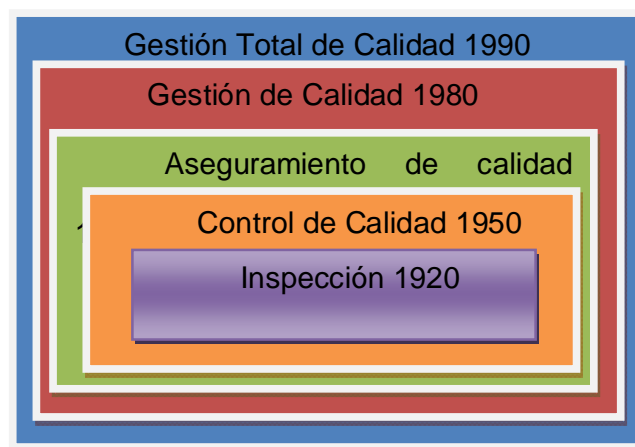 Gestión Total de Calidad 1990
Gestión de Calidad 1980
Aseguramiento de calidad
Control de Calidad 1950
Inspección 1920